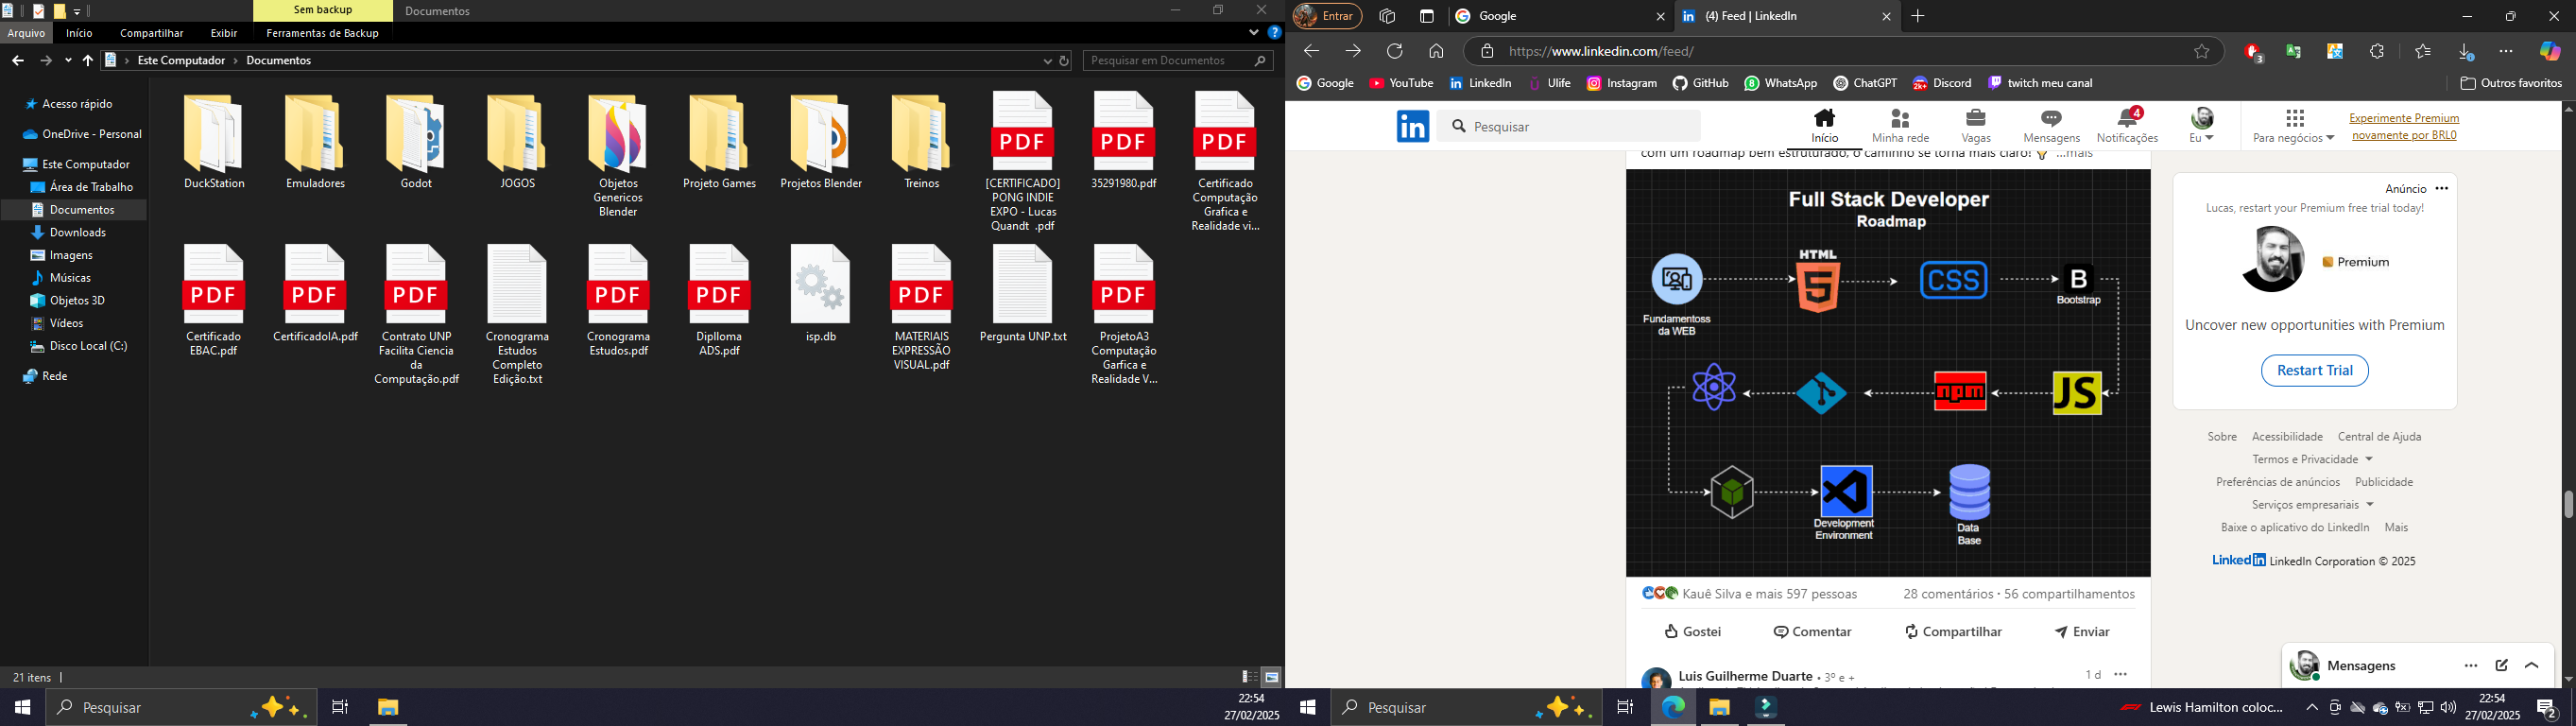 Sem backup
Documentos
Arquivo
Início
Compartilhar
Exibir
Ferramentas de Backup
Este Computador
Documentos
Pesquisar em Documentos
Acesso rápido
OneDrive - Personal
Este Computador
Área de Trabalho
Documentos
Downloads
Imagens
Músicas
Objetos 3D
Vídeos
Disco Local (C:)
Rede
DuckStation
Emuladores
Godot
JOGOS
Objetos
Genericos
Blender
Projeto Games
Projetos Blender
Treinos
PDF
[CERTIFICADO]
PONG INDIE
EXPO - Lucas
Quandt .pdf
PDF
35291980.pdf
PDF
Certificado
Computação
Grafica e
Realidade vi...
PDF
Certificado
EBAC.pdf
PDF
CertificadoIA.pdf
PDF
Contrato UNP
Facilita Ciencia
da
Computação.pdf
Cronograma
Estudos
Completo
Edição.txt
PDF
Cronograma
Estudos.pdf
PDF
Diplloma
ADS.pdf
isp.db
PDF
MATERIAIS
EXPRESSÃO
VISUAL.pdf
Pergunta UNP.txt
PDF
ProjetoA3
Computação
Garfica e
Realidade V...
21 itens
Pesquisar
22:54
27/02/2025
Entrar
Google
(4) Feed | LinkedIn
https://www.linkedin.com/feed/
3
Google
YouTube
LinkedIn
Ulife
Instagram
GitHub
WhatsApp
ChatGPT
Discord
twitch meu canal
Outros favoritos
in
Pesquisar
Início
Minha rede
Vagas
Mensagens
4
Notificações
Eu
Para negócios
Experimente Premium
novamente por BRL0
com um roadmap bem estruturado, o caminho se torna mais claro! ...mais
Full Stack Developer
Roadmap
Fundamentoss
da WEB
HTML
5
CSS
B
Bootstrap
JS
npm
Development
Environment
Data
Base
Kauê Silva e mais 597 pessoas
28 comentários · 56 compartilhamentos
Gostei
Comentar
Compartilhar
Enviar
Luis Guilherme Duarte • 3º e +
1 d
Anúncio
Lucas, restart your Premium free trial today!
Premium
Uncover new opportunities with Premium
Restart Trial
Sobre
Acessibilidade
Central de Ajuda
Termos e Privacidade
Preferências de anúncios
Publicidade
Serviços empresariais
Baixe o aplicativo do LinkedIn
Mais
LinkedIn LinkedIn Corporation © 2025
Mensagens
Pesquisar
Lewis Hamilton coloc...
22:54
27/02/2025
2